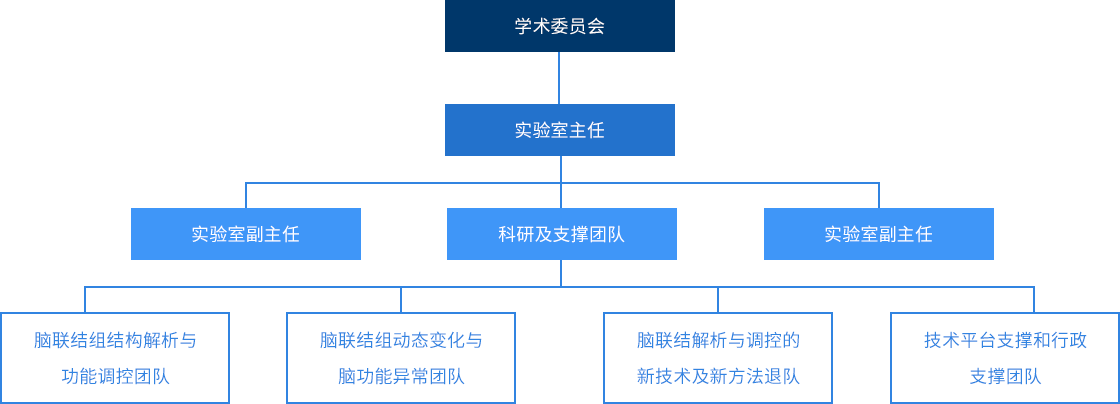 学术委员会
实验室主任
实验室副主任
科研及支撑团队
实验室副主任
脑联结组结构解析与
功能调控团队
脑联结组动态变化与
脑功能异常团队
脑联结解析与调控的
新技术及新方法退队
技术平台支撑和行政
支撑团队